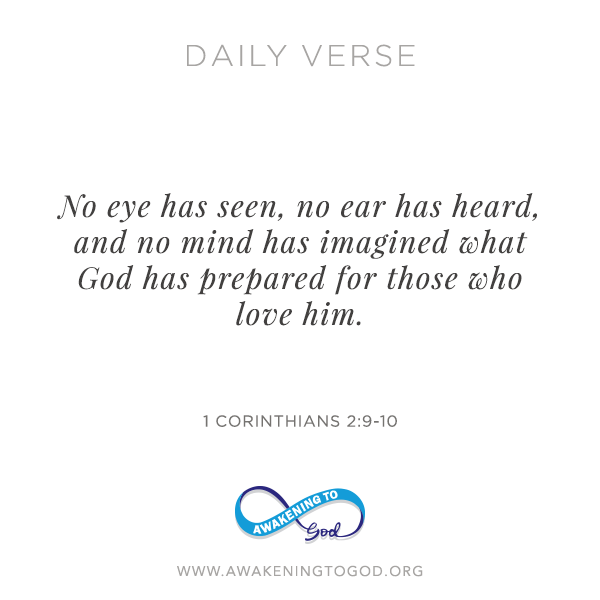 DAILY VERSE
No eye has seen, no ear has heard,
and no mind has imagined what
God has prepared for those who
love him.
1 CORINTHIANS 2:9-10
AWAKENING TO
God
WWW.AWAKENINGTOGOD.ORG